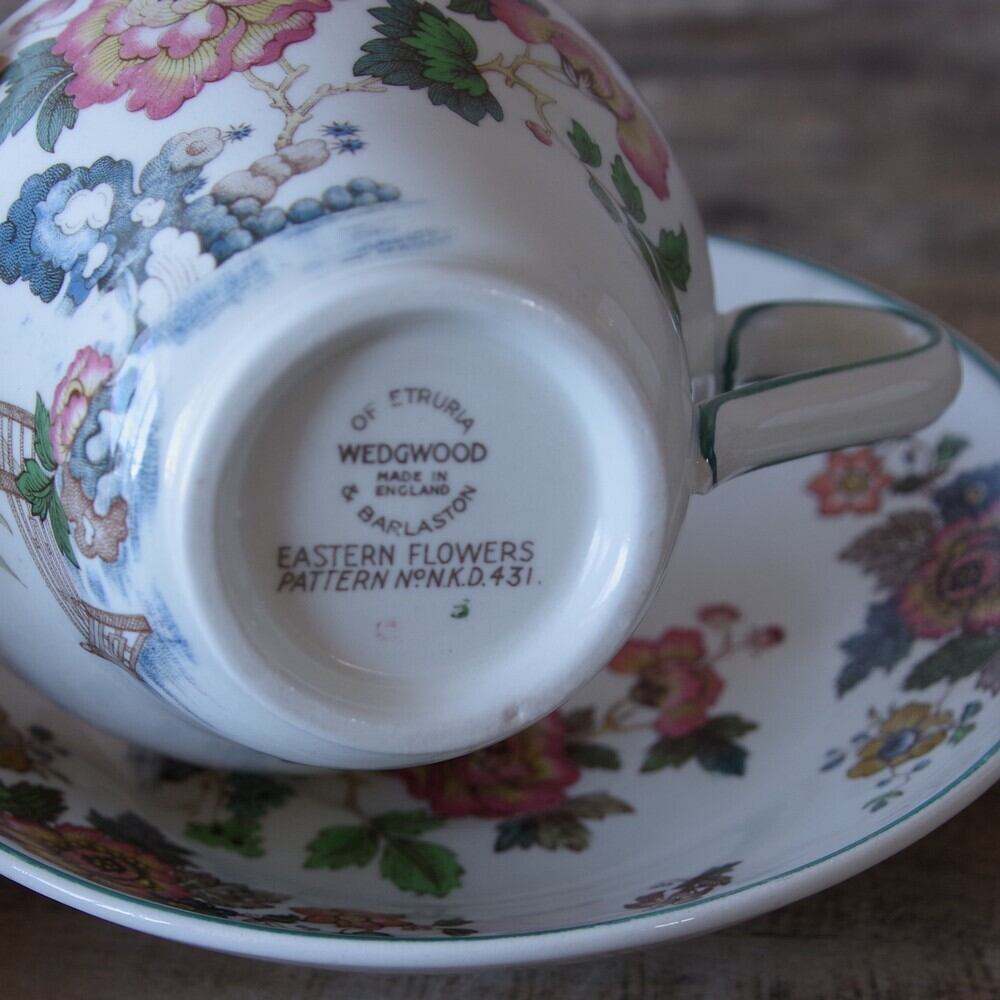 OF ETRURIA
WEDGWOOD
MADE IN
ENGLAND
& BARLASTON
EASTERN FLOWERS
PATTERN No N.K.D.431.